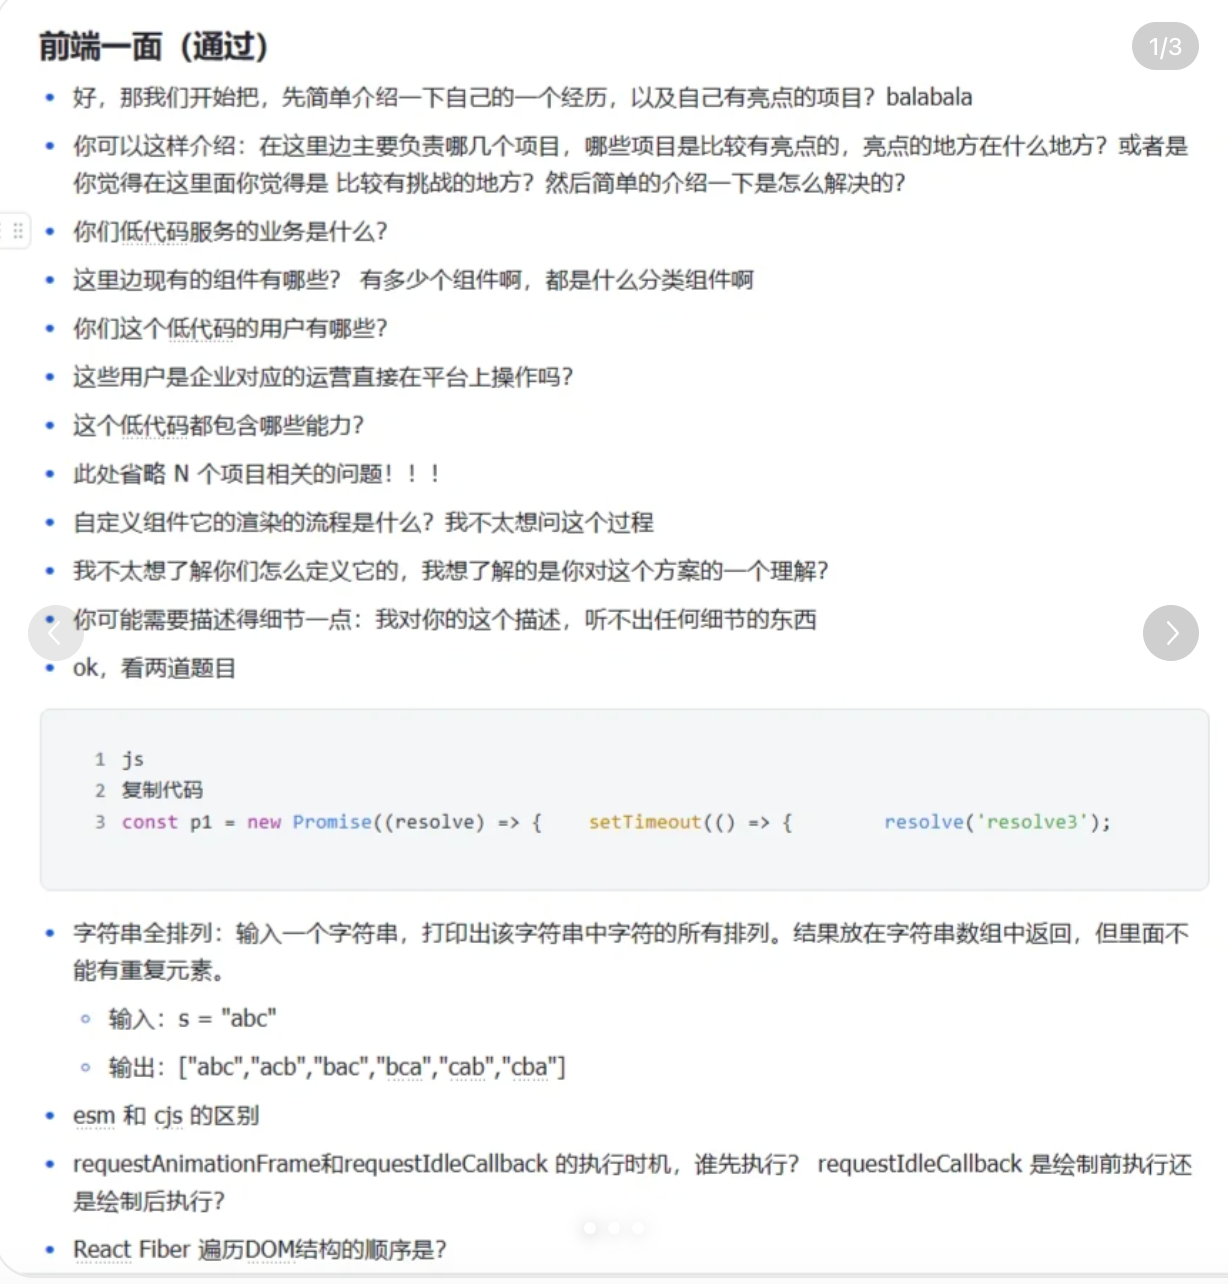 前端一面（通过）
1/3
好，那我们开始把，先简单介绍一下自己的一个经历，以及自己有亮点的项目？balabala
你可以这样介绍：在这里边主要负责哪几个项目，哪些项目是比较有亮点的，亮点的地方在什么地方？或者是
你觉得在这里面你觉得是 比较有挑战的地方？然后简单的介绍一下是怎么解决的？
你们低代码服务的业务是什么？
这里边现有的组件有哪些？ 有多少个组件啊，都是什么分类组件啊
你们这个低代码的用户有哪些？
这些用户是企业对应的运营直接在平台上操作吗？
这个低代码都包含哪些能力？
此处省略 N 个项目相关的问题！！！
自定义组件它的渲染的流程是什么？我不太想问这个过程
我不太想了解你们怎么定义它的，我想了解的是你对这个方案的一个理解？
你可能需要描述得细节一点：我对你的这个描述，听不出任何细节的东西
ok，看两道题目
1 js
2 复制代码
3 const p1 = new Promise((resolve) => {    setTimeout(() => {        resolve('resolve3');
字符串全排列：输入一个字符串，打印出该字符串中字符的所有排列。结果放在字符串数组中返回，但里面不
能有重复元素。
输入：s = "abc"
输出：["abc","acb","bac","bca","cab","cba"]
esm 和 cjs 的区别
requestAnimationFrame和requestIdleCallback 的执行时机，谁先执行？ requestIdleCallback 是绘制前执行还
是绘制后执行？
React Fiber 遍历DOM结构的顺序是？